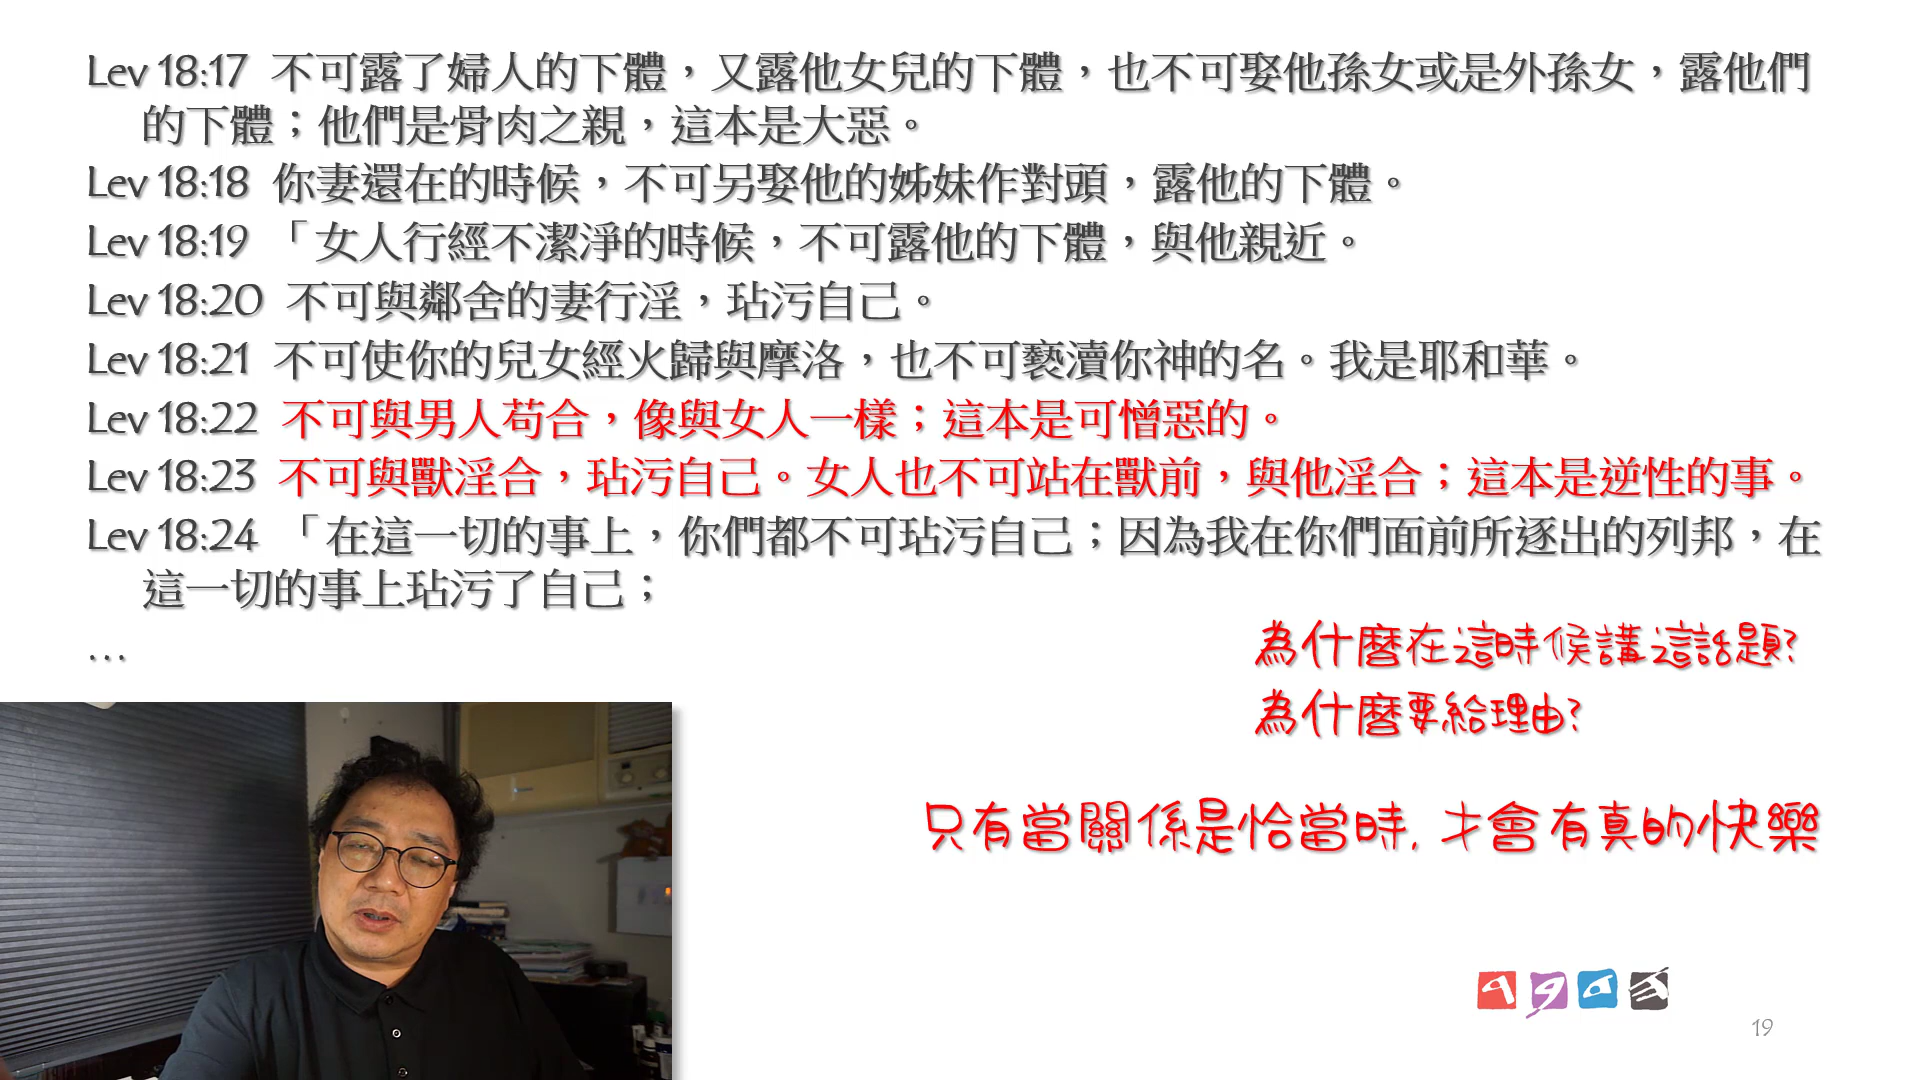 Lev 18:17 不可露了婦人的下體，又露他女兒的下體，也不可娶他孫女或是外孫女，露他們
的下體；他們是骨肉之親，這本是大惡。
Lev 18:18 你妻還在的時候，不可另娶他的姊妹作對頭，露他的下體。
Lev 18:19 「女人行經不潔淨的時候，不可露他的下體，與他親近。
Lev 18:20 不可與鄰舍的妻行淫，玷污自己。
Lev 18:21 不可使你的兒女經火歸與摩洛，也不可褻瀆你神的名。我是耶和華。
Lev 18:22 不可與男人苟合，像與女人一樣；這本是可憎惡的。
Lev 18:23 不可與獸淫合，玷污自己。女人也不可站在獸前，與他淫合；這本是逆性的事。
Lev 18:24 「在這一切的事上，你們都不可玷污自己；因為我在你們面前所逐出的列邦，在
這一切的事上玷污了自己；
…
為什麼在這時候講這話題?
為什麼要給理由?
只有當關係是恰當時, 才會有真的快樂
19